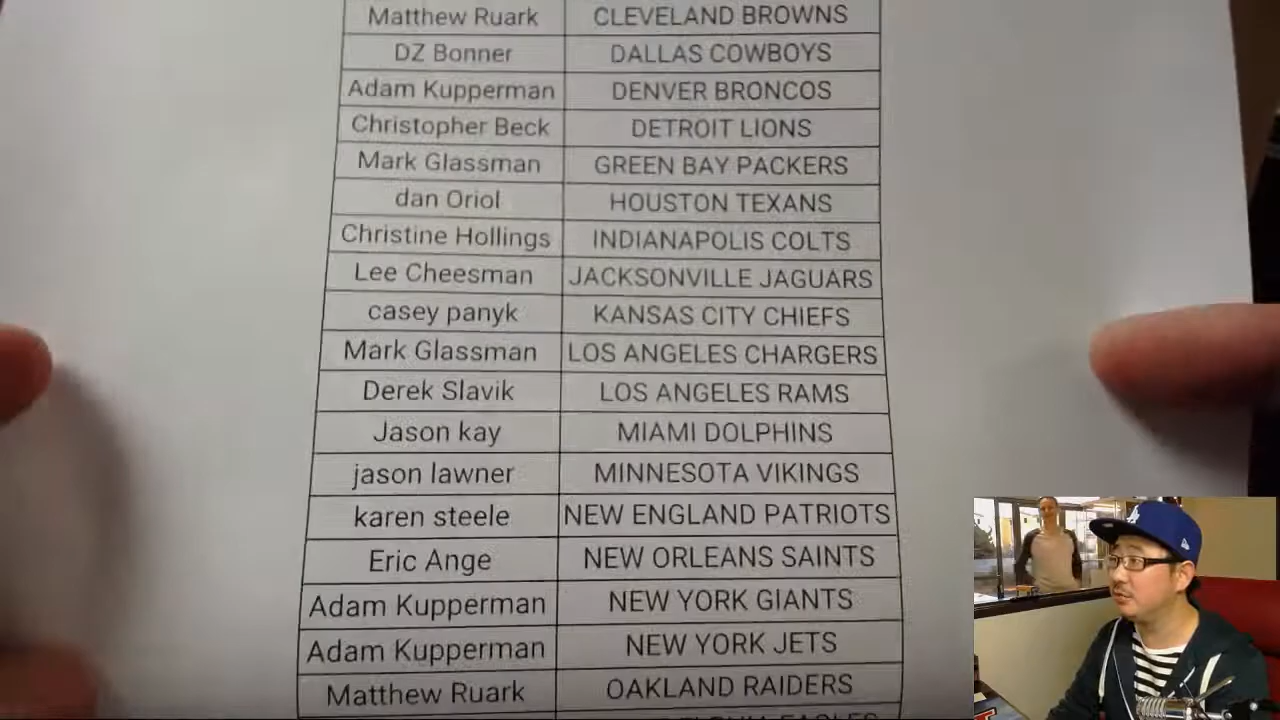 Matthew Ruark CLEVELAND BROWNS
DZ Bonner DALLAS COWBOYS
Adam Kupperman DENVER BRONCOS
Christopher Beck DETROIT LIONS
Mark Glassman GREEN BAY PACKERS
dan Oriol HOUSTON TEXANS
Christine Hollings INDIANAPOLIS COLTS
Lee Cheesman JACKSONVILLE JAGUARS
casey panyk KANSAS CITY CHIEFS
Mark Glassman LOS ANGELES CHARGERS
Derek Slavik LOS ANGELES RAMS
Jason kay MIAMI DOLPHINS
jason lawner MINNESOTA VIKINGS
karen steele NEW ENGLAND PATRIOTS
Eric Ange NEW ORLEANS SAINTS
Adam Kupperman NEW YORK GIANTS
Adam Kupperman NEW YORK JETS
Matthew Ruark OAKLAND RAIDERS